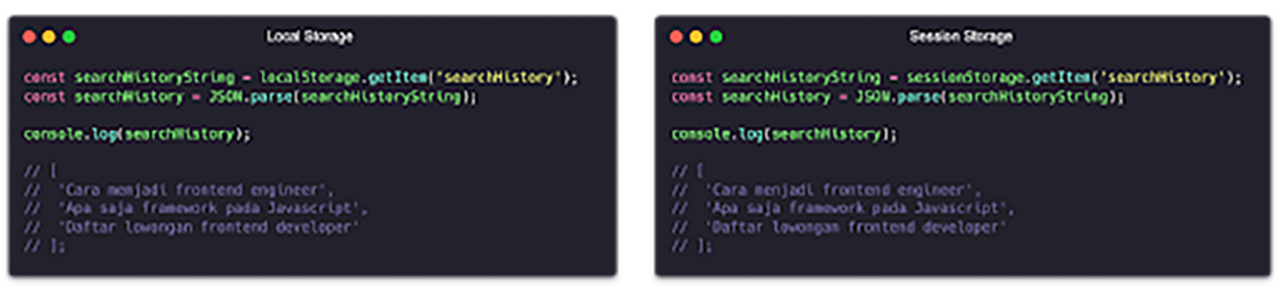 Local Storage
const searchHistoryString = localStorage.getItem('searchHistory');
const searchHistory = JSON.parse(searchHistoryString);
console.log(searchHistory);
// [
//  'Cara menjadi frontend engineer',
//  'Apa saja framework pada Javascript',
//  'Daftar lowongan frontend developer'
// ];
Session Storage
const searchHistoryString = sessionStorage.getItem('searchHistory');
const searchHistory = JSON.parse(searchHistoryString);
console.log(searchHistory);
// [
//  'Cara menjadi frontend engineer',
//  'Apa saja framework pada Javascript',
//  'Daftar lowongan frontend developer'
// ];